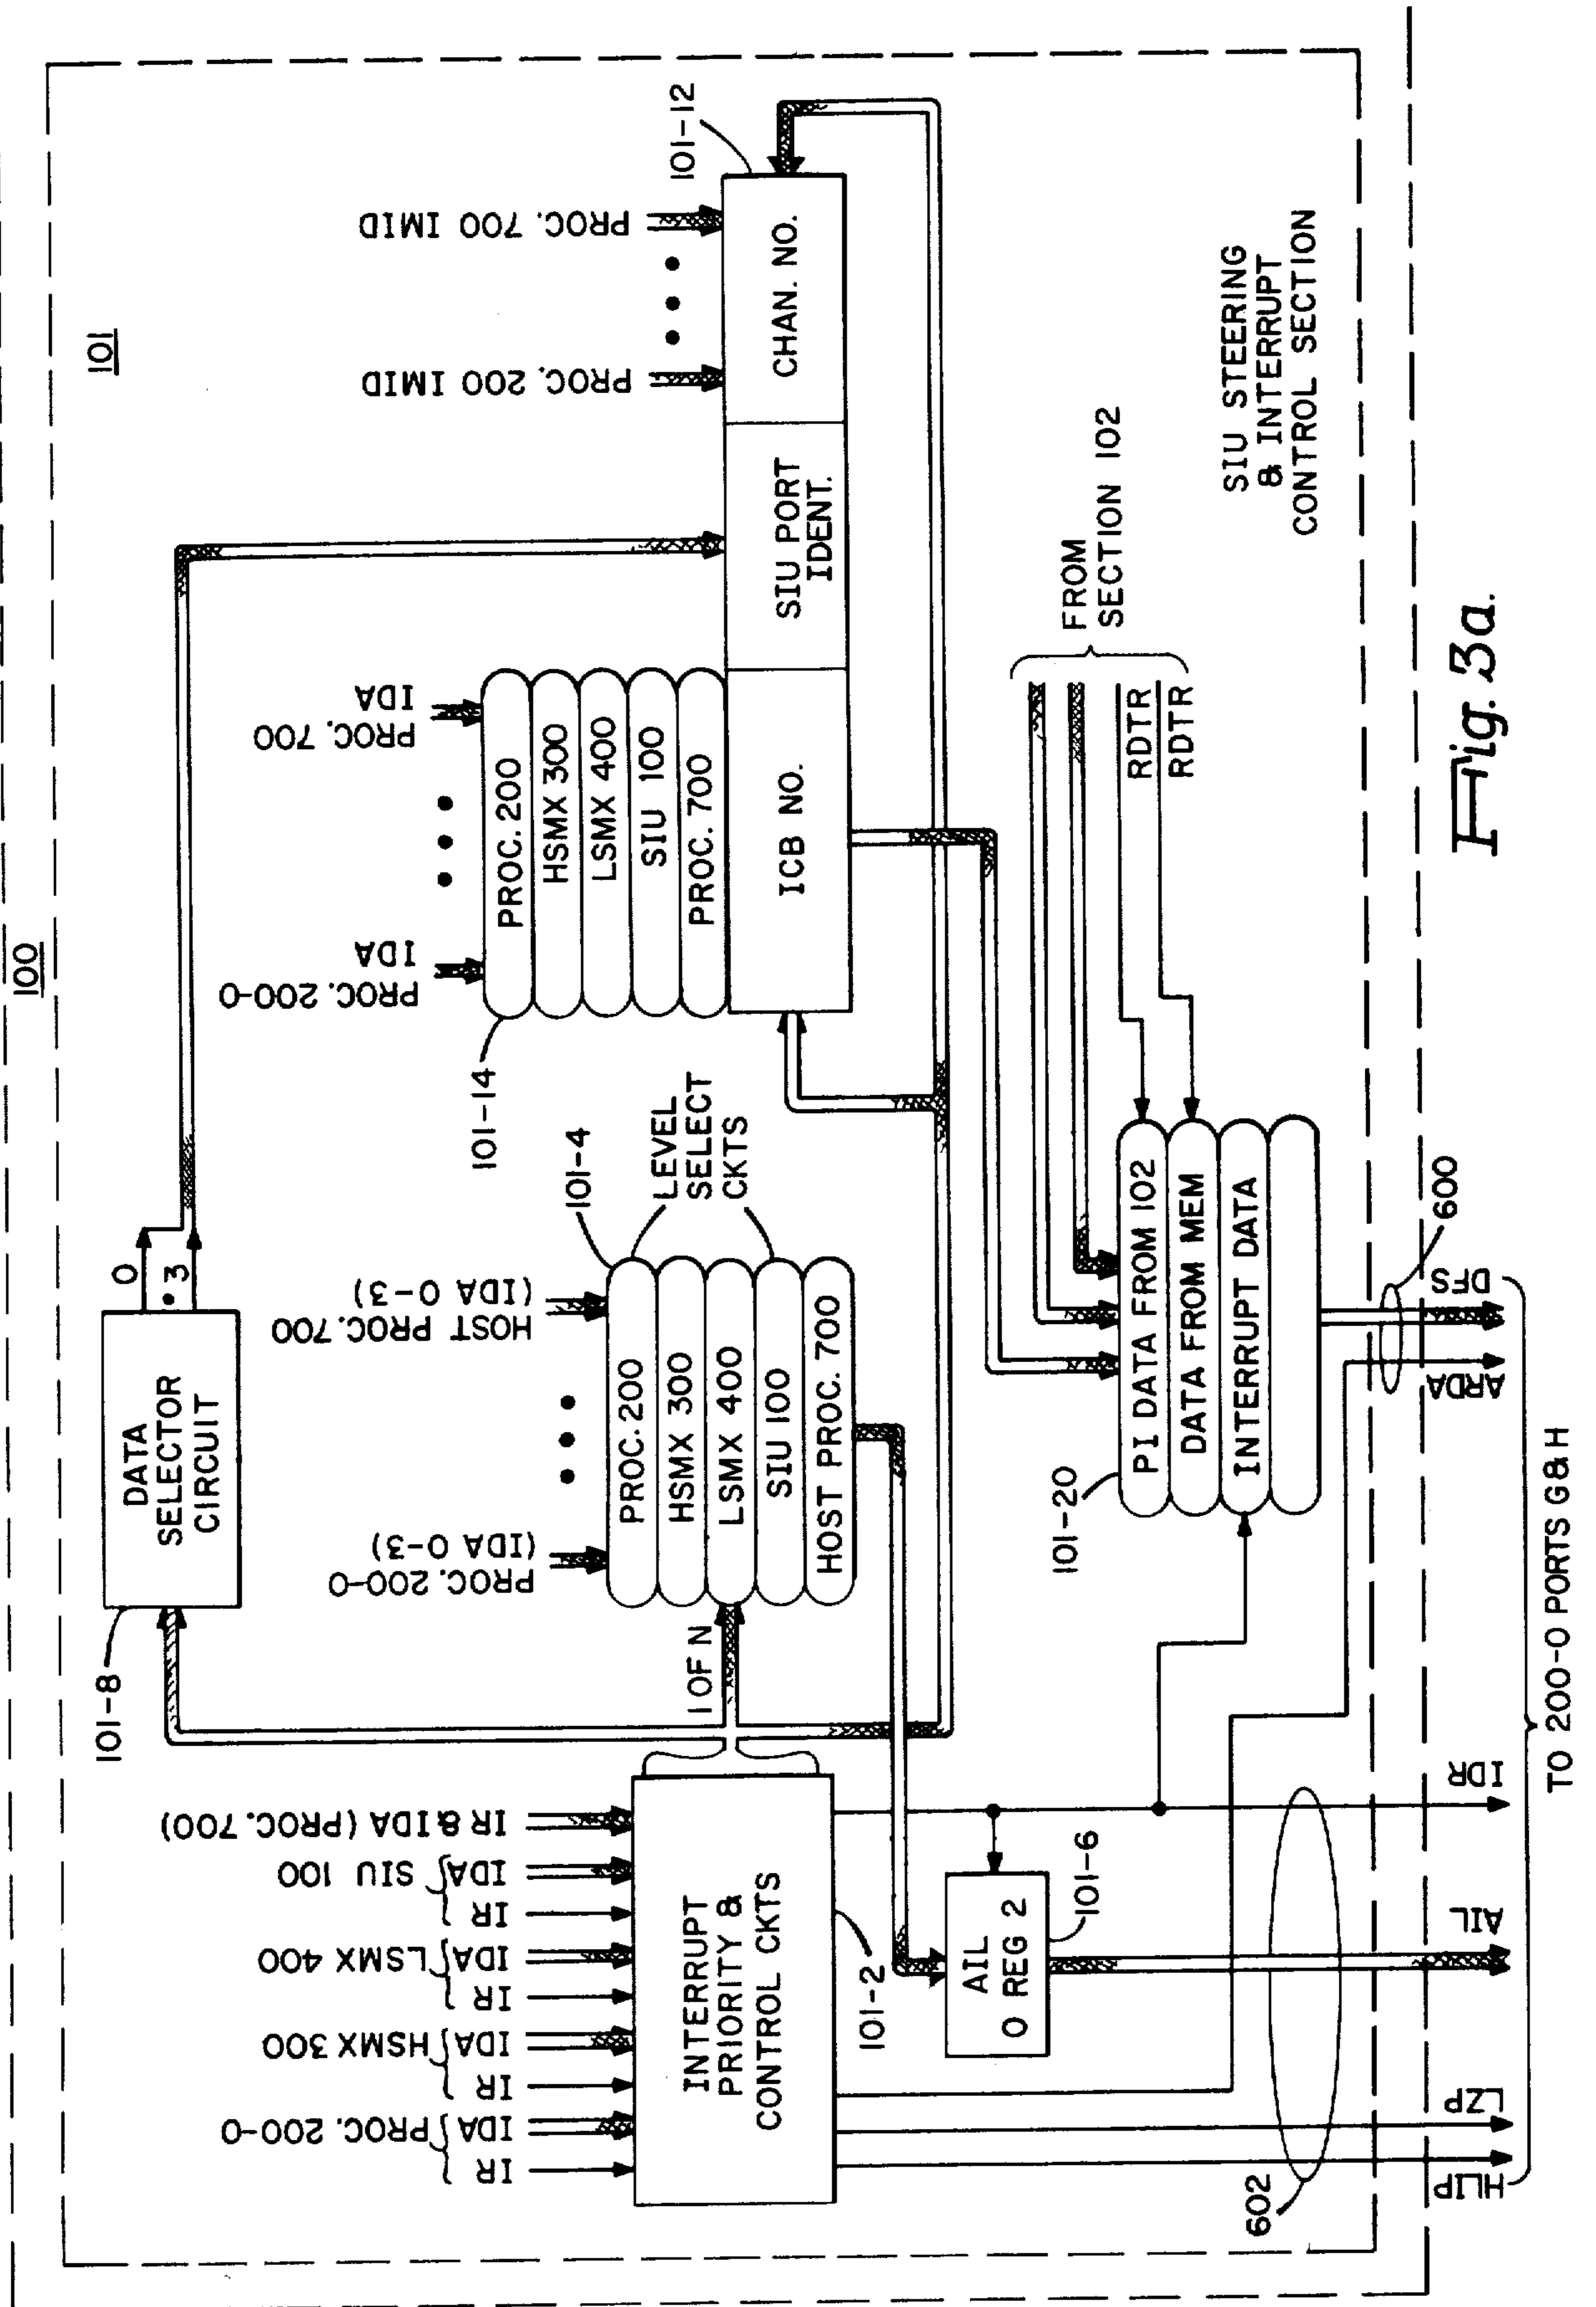 100
101
101-8
DATA
SELECTOR
CIRCUIT
0
3
IR & IDA (PROC. 700)
IDA
IR
SIU 100
IDA
IR
LSMX 400
IDA
IR
HSMX 300
IDA
IR
PROC. 200-0
INTERRUPT
PRIORITY &
CONTROL CKTS
101-2
1 OF N
PROC. 200-0
(IDA 0-3)
HOST PROC. 700
(IDA 0-3)
101-4
LEVEL
SELECT
CKTS
PROC. 200
HSMX 300
LSMX 400
SIU 100
HOST PROC. 700
PROC. 200-0
IDA
PROC. 700
IDA
101-14
PROC. 200
HSMX 300
LSMX 400
SIU 100
PROC. 700
PROC. 200 IMID
PROC. 700 IMID
101-12
ICB NO.
SIU PORT
IDENT.
CHAN. NO.
AIL
0 REG 2
101-6
FROM
SECTION 102
RDTR
RDTR
101-20
PI DATA FROM 102
DATA FROM MEM
INTERRUPT DATA
SIU STEERING
& INTERRUPT
CONTROL SECTION
602
600
HLIP
LZP
AIL
IDR
ARDA
DFS
TO 200-0 PORTS G&H
Fig. 3a.